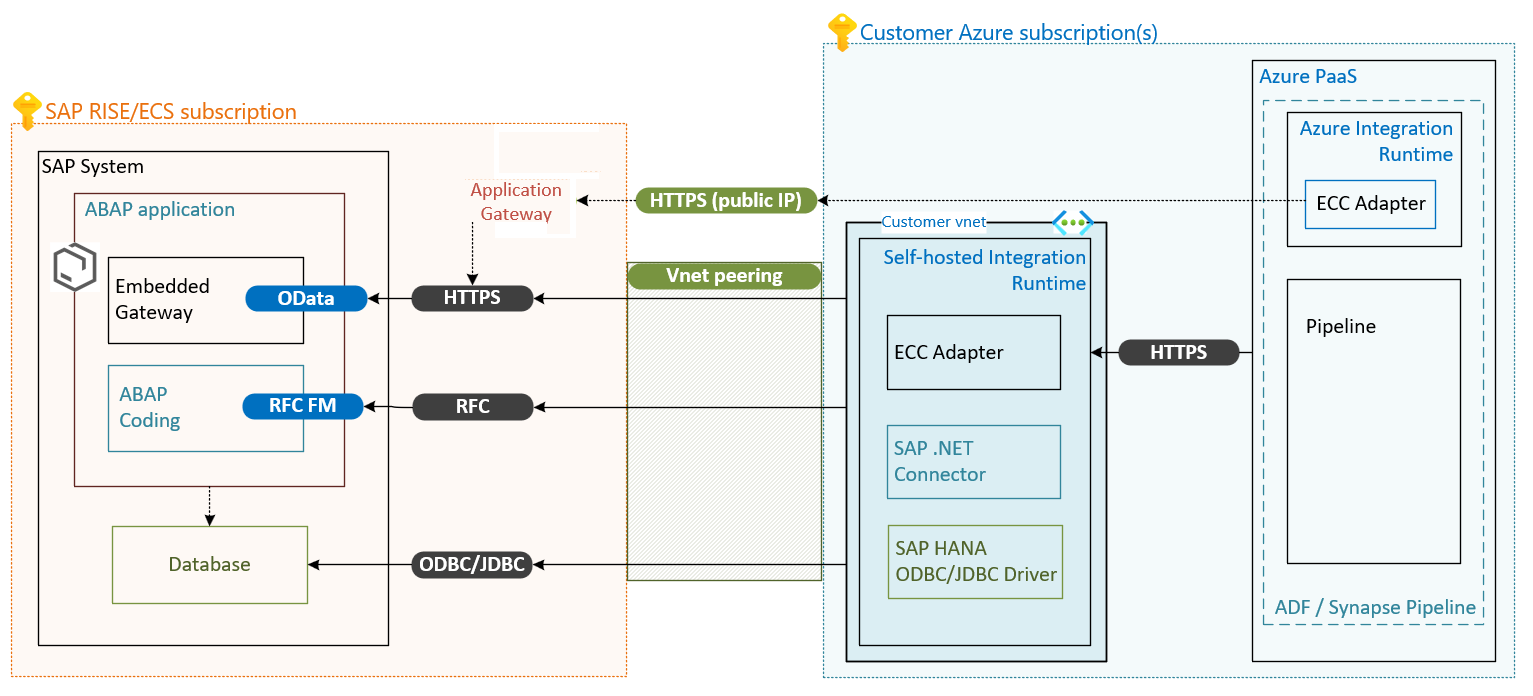 Customer Azure subscription(s)
Azure PaaS
SAP RISE/ECS subscription
Azure Integration
Runtime
SAP System
Application
Gateway
HTTPS (public IP)
ECC Adapter
ABAP application
Customer vnet
Self-hosted Integration
Runtime
Vnet peering
Embedded
Gateway
OData
HTTPS
Pipeline
ECC Adapter
HTTPS
ABAP
Coding
RFC FM
RFC
SAP .NET
Connector
Database
ODBC/JDBC
SAP HANA
ODBC/JDBC Driver
ADF / Synapse Pipeline